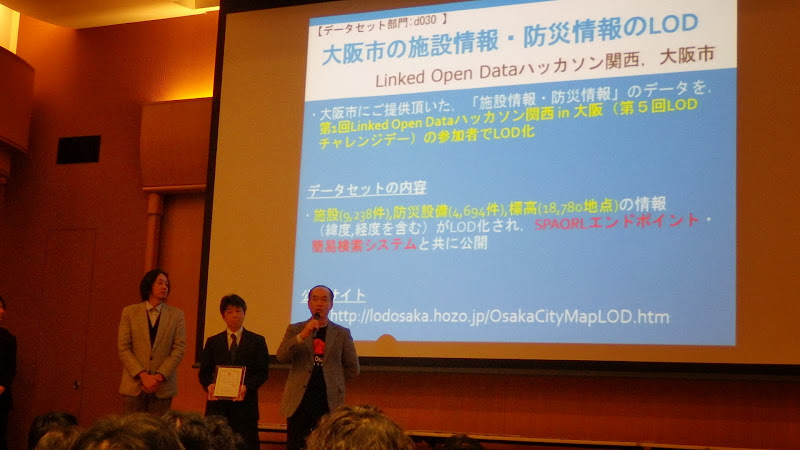 【データセット部門:d030 】
大阪市の施設情報・防災情報のLOD
Linked Open Dataハッカソン関西, 大阪市
・大阪市にご提供頂いた,「施設情報・防災情報」のデータを,
第1回Linked Open Dataハッカソン関西 in 大阪（第５回LOD
チャレンジデー）の参加者でLOD化
データセットの内容
・施設(9,238件),防災設備(4,694件),標高(18,780地点)の情報
（緯度,経度を含む）がLOD化され, SPAQRLエンドポイント・
簡易検索システムと共に公開
サイト
http://lodosaka.hozo.jp/OsakaCityMapLOD.htm